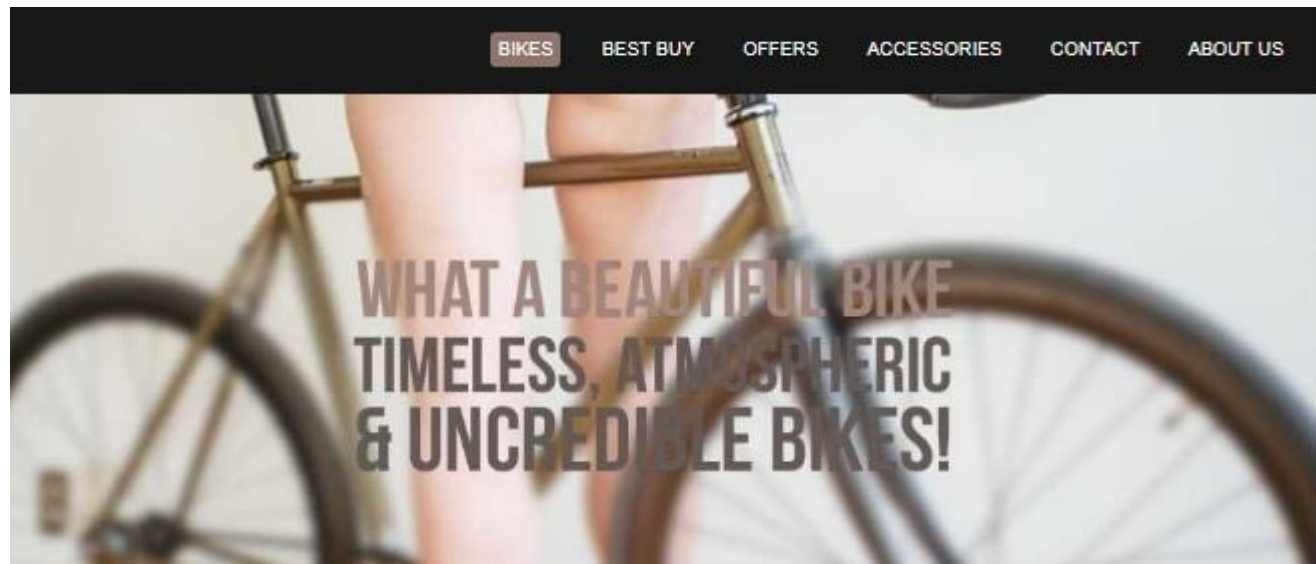 BIKES BEST BUY OFFERS ACCESSORIES CONTACT ABOUT US
WHAT A BEAUTIFUL BIKE
TIMELESS, ATMOSPHERIC
& UNCREDIBLE BIKES!